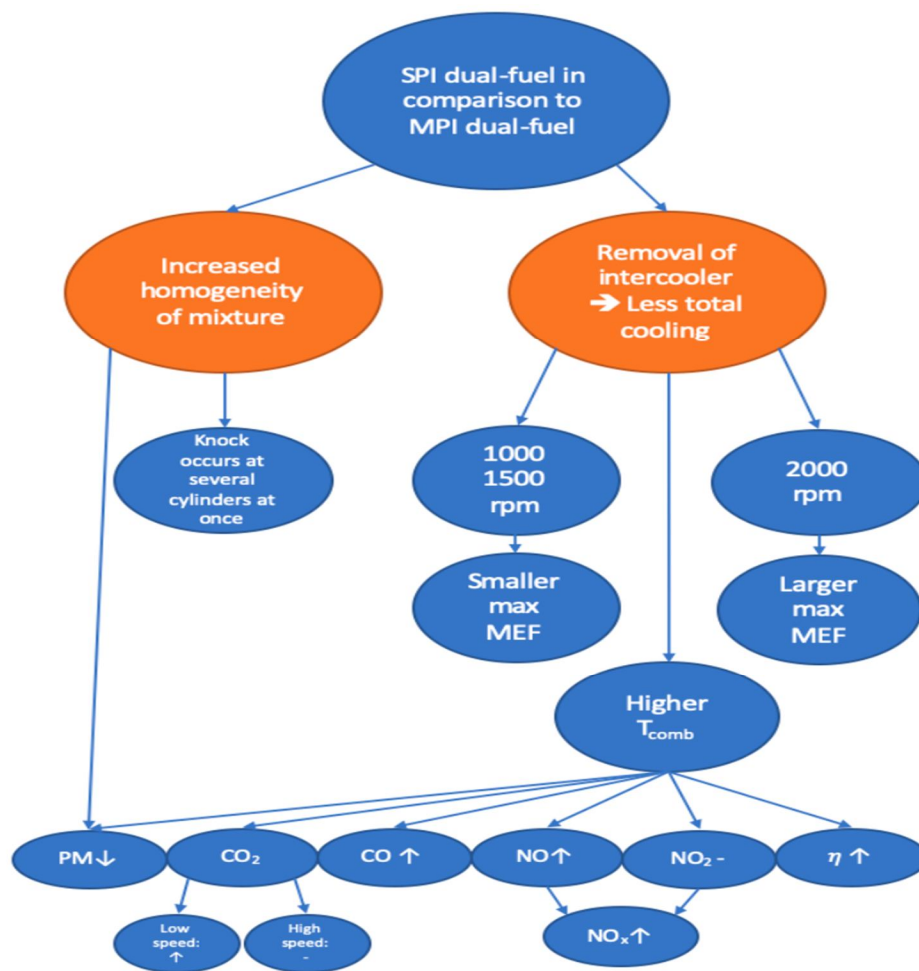 SPI dual-fuel in
comparison to
MPI dual-fuel
Increased
homogeneity
of mixture
Removal of
intercooler
➔ Less total
cooling
Knock
occurs at
several
cylinders at
once
1000
1500
rpm
2000
rpm
Smaller
max
MEF
Larger
max
MEF
Higher
T_comb
PM↓
CO₂
CO ↑
NO↑
NO₂ -
η ↑
Low
speed:
↑
High
speed:
-
NOₓ↑